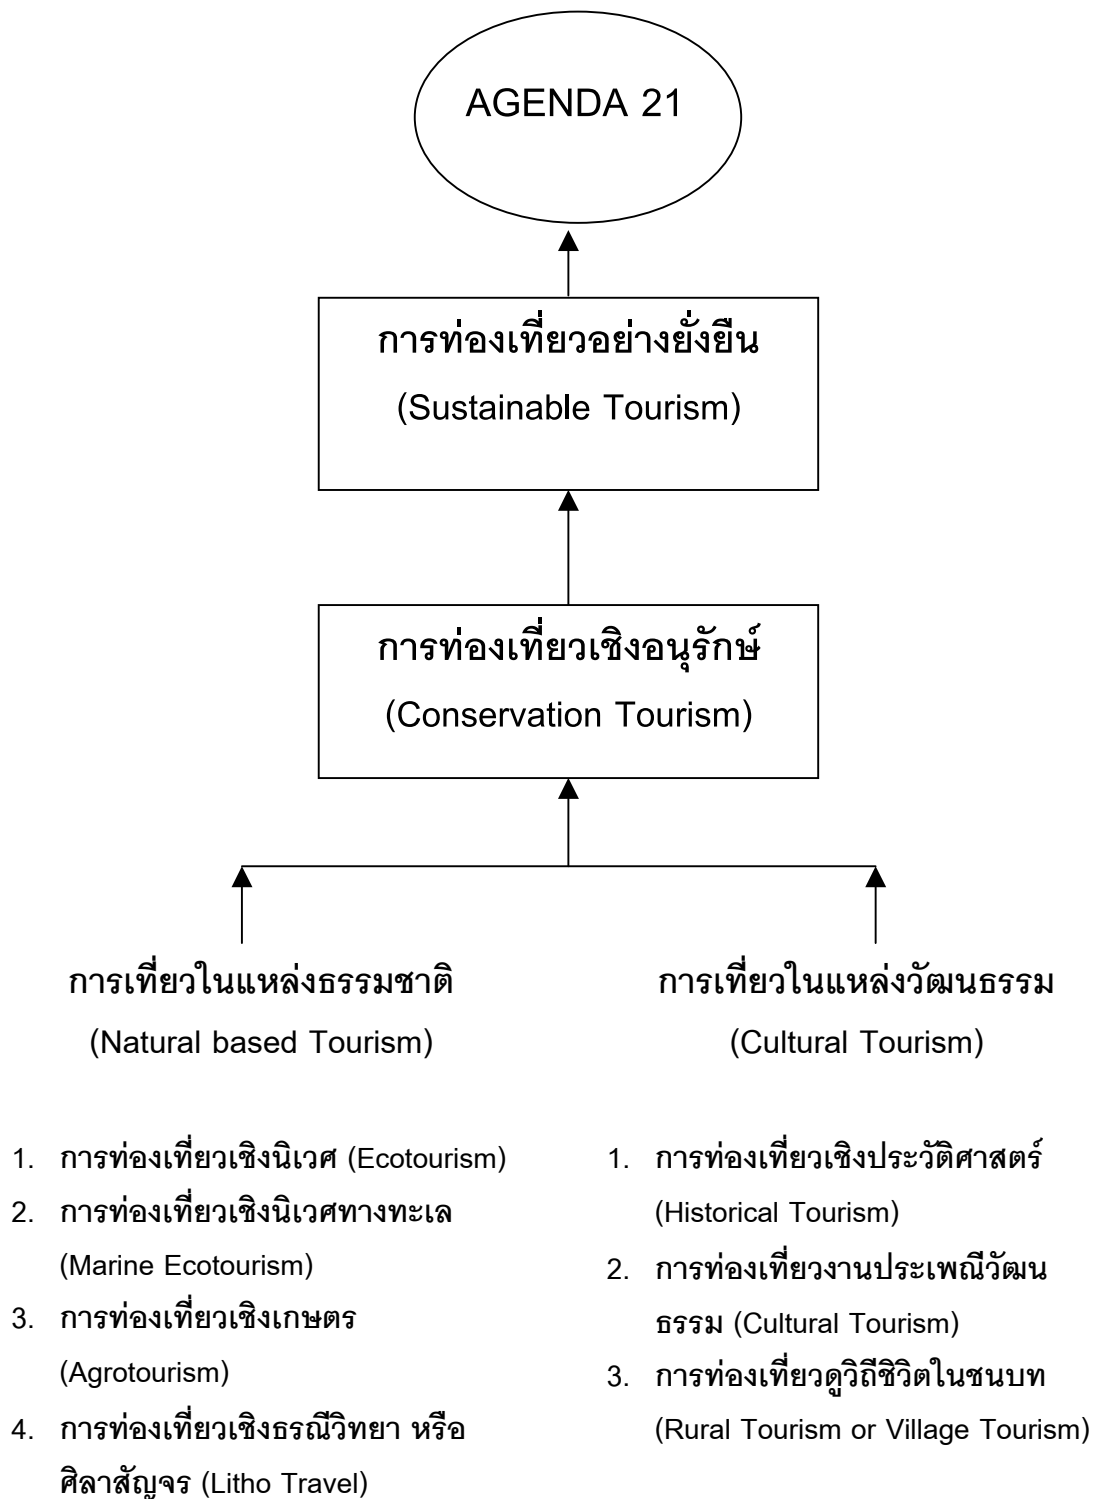 AGENDA 21
การท่องเที่ยวอย่างยั่งยืน
(Sustainable Tourism)
การท่องเที่ยวเชิงอนุรักษ์
(Conservation Tourism)
การเที่ยวในแหล่งธรรมชาติ
(Natural based Tourism)
1. การท่องเที่ยวเชิงนิเวศ (Ecotourism)
2. การท่องเที่ยวเชิงนิเวศทางทะเล
(Marine Ecotourism)
3. การท่องเที่ยวเชิงเกษตร
(Agrotourism)
4. การท่องเที่ยวเชิงธรณีวิทยา หรือ
ศิลาสัญจร (Litho Travel)
การเที่ยวในแหล่งวัฒนธรรม
(Cultural Tourism)
1. การท่องเที่ยวเชิงประวัติศาสตร์
(Historical Tourism)
2. การท่องเที่ยวงานประเพณีวัฒน
ธรรม (Cultural Tourism)
3. การท่องเที่ยวดูวิถีชิวิตในชนบท
(Rural Tourism or Village Tourism)